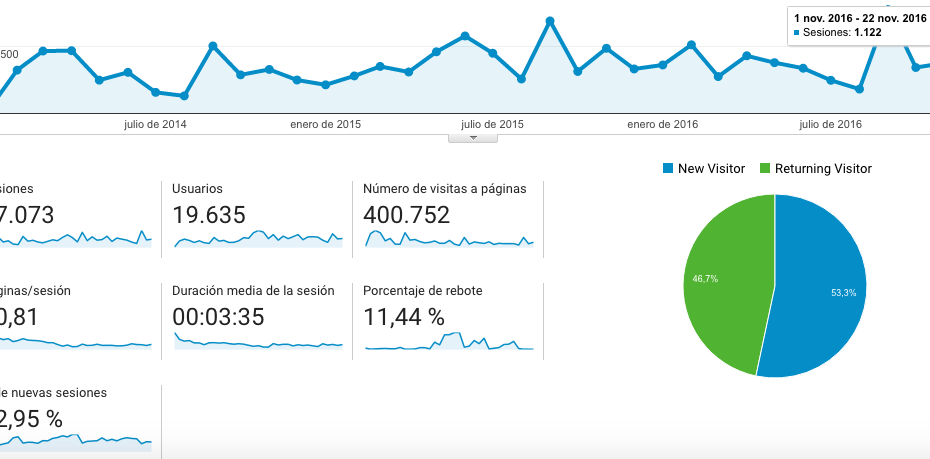 1 nov. 2016 - 22 nov. 2016
Sesiones: 1.122
500
julio de 2014 enero de 2015 julio de 2015 enero de 2016 julio de 2016
New Visitor Returning Visitor
siones Usuarios Número de visitas a páginas
7.073 19.635 400.752
46,7% 53,3%
ginas/sesión Duración media de la sesión Porcentaje de rebote
0,81 00:03:35 11,44 %
de nuevas sesiones
2,95 %